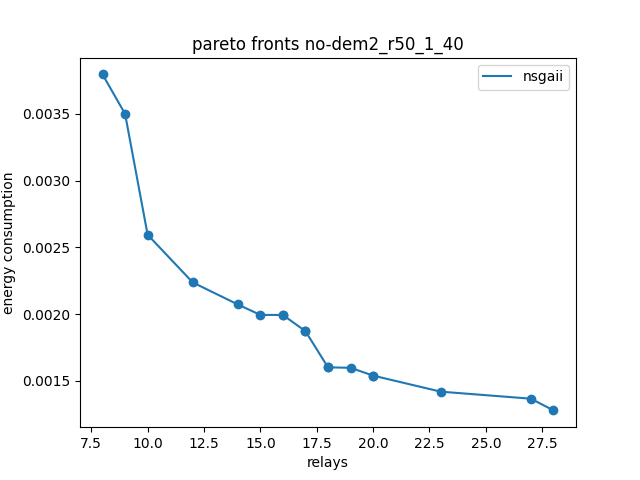 pareto fronts no-dem2_r50_1_40
nsgaii
energy consumption
0.0035
0.0030
0.0025
0.0020
0.0015
7.5 10.0 12.5 15.0 17.5 20.0 22.5 25.0 27.5
relays